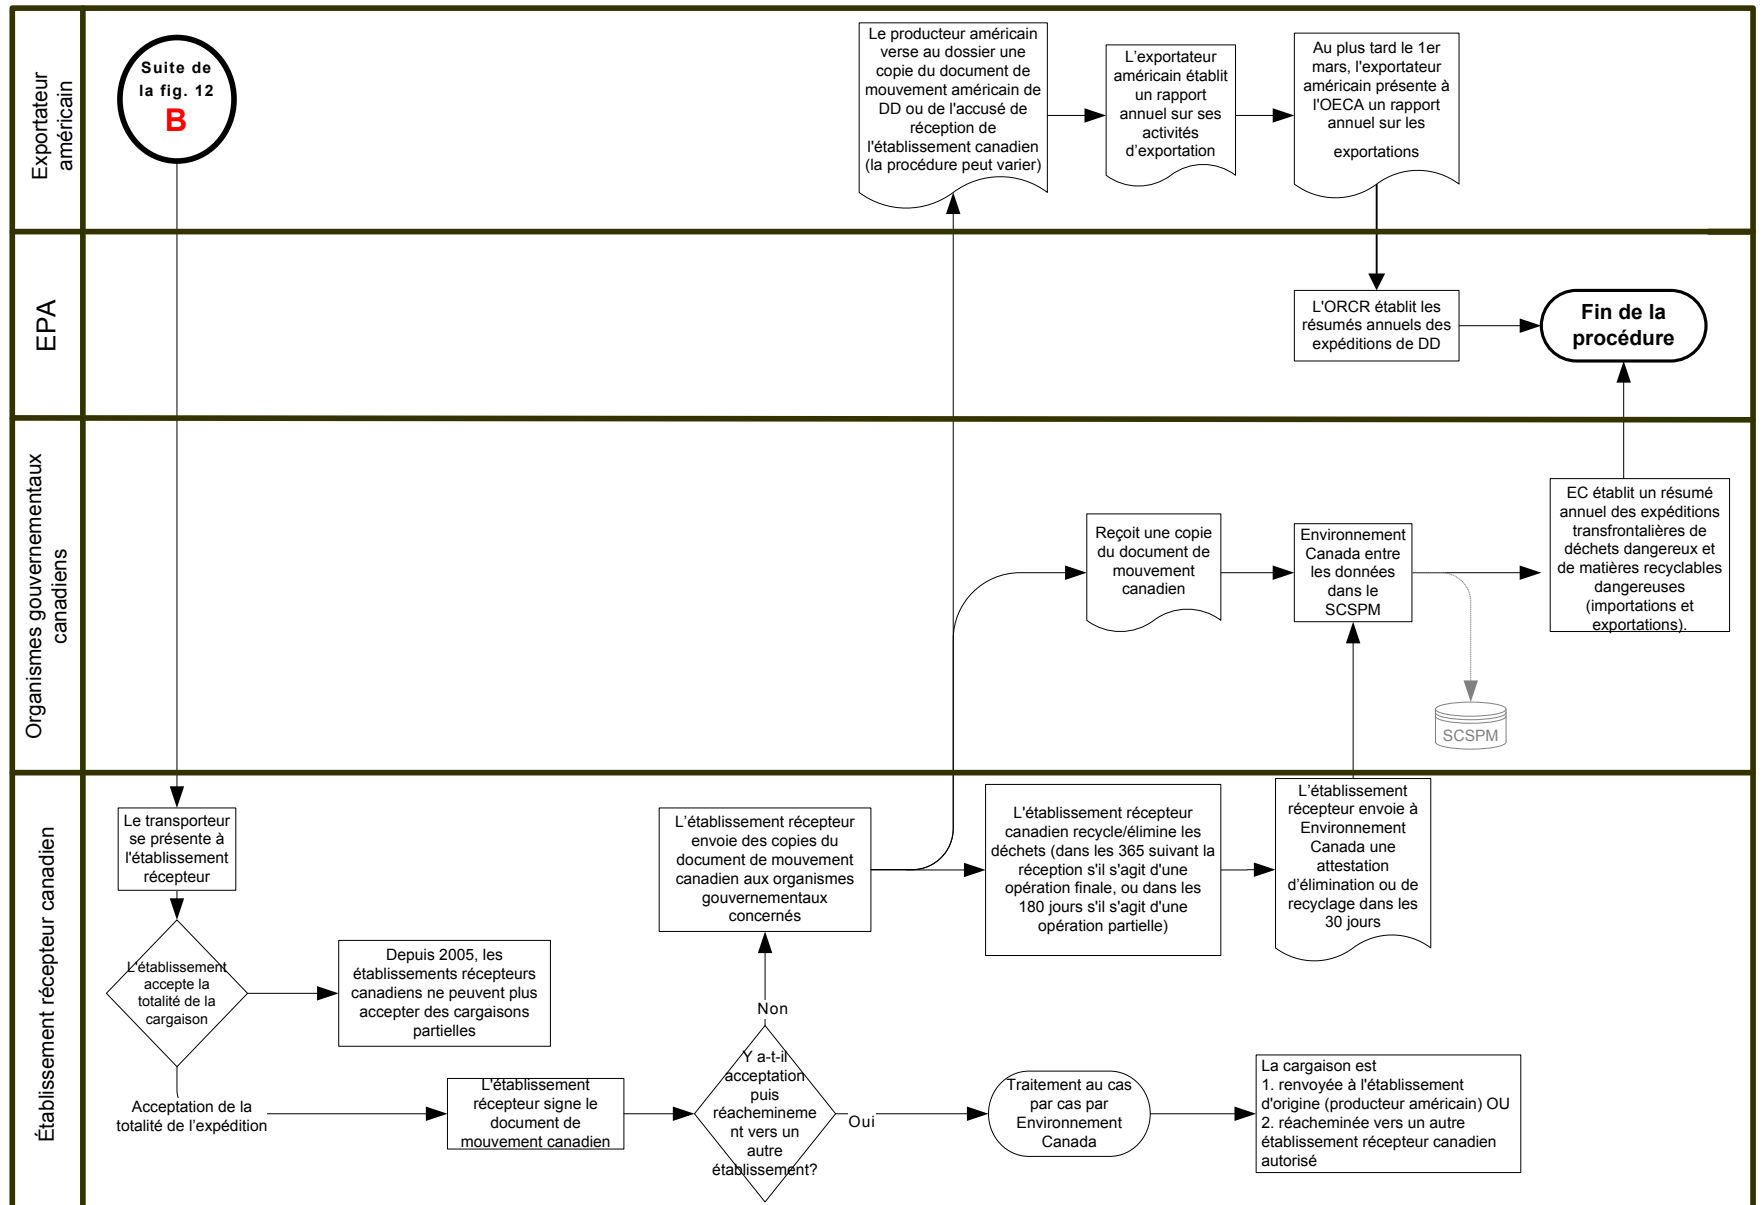 Exportateur
américain
Suite de
la fig. 12
B
Le producteur américain
verse au dossier une
copie du document de
mouvement américain de
DD ou de l'accusé de
réception de
l'établissement canadien
(la procédure peut varier)
L'exportateur
américain établit
un rapport
annuel sur ses
activités
d'exportation
Au plus tard le 1er
mars, l'exportateur
américain présente à
l'OECA un rapport
annuel sur les
exportations
EPA
L'ORCR établit les
résumés annuels des
expéditions de DD
Fin de la
procédure
Organismes gouvernementaux
canadiens
Reçoit une copie
du document de
mouvement
canadien
Environnement
Canada entre
les données
dans le
SCSPM
SCSPM
EC établit un résumé
annuel des expéditions
transfrontalières de
déchets dangereux et
de matières recyclables
dangereuses
(importations et
exportations).
Établissement récepteur canadien
Le transporteur
se présente à
l'établissement
récepteur
L'établissement
accepte la
totalité de la
cargaison
Depuis 2005, les
établissements récepteurs
canadiens ne peuvent plus
accepter des cargaisons
partielles
Acceptation de la
totalité de l'expédition
L'établissement
récepteur signe le
document de
mouvement canadien
Y a-t-il
acceptation
puis
réachemineme
nt vers un
autre
établissement?
Non
Oui
L'établissement récepteur
envoie des copies du
document de mouvement
canadien aux organismes
gouvernementaux
concernés
L'établissement récepteur
canadien recycle/élimine les
déchets (dans les 365 suivant la
réception s'il s'agit d'une
opération finale, ou dans les
180 jours s'il s'agit d'une
opération partielle)
L'établissement
récepteur envoie à
Environnement
Canada une
attestation
d'élimination ou de
recyclage dans les
30 jours
Traitement au cas
par cas par
Environnement
Canada
La cargaison est
1. renvoyée à l'établissement
d'origine (producteur américain) OU
2. réacheminée vers un autre
établissement récepteur canadien
autorisé